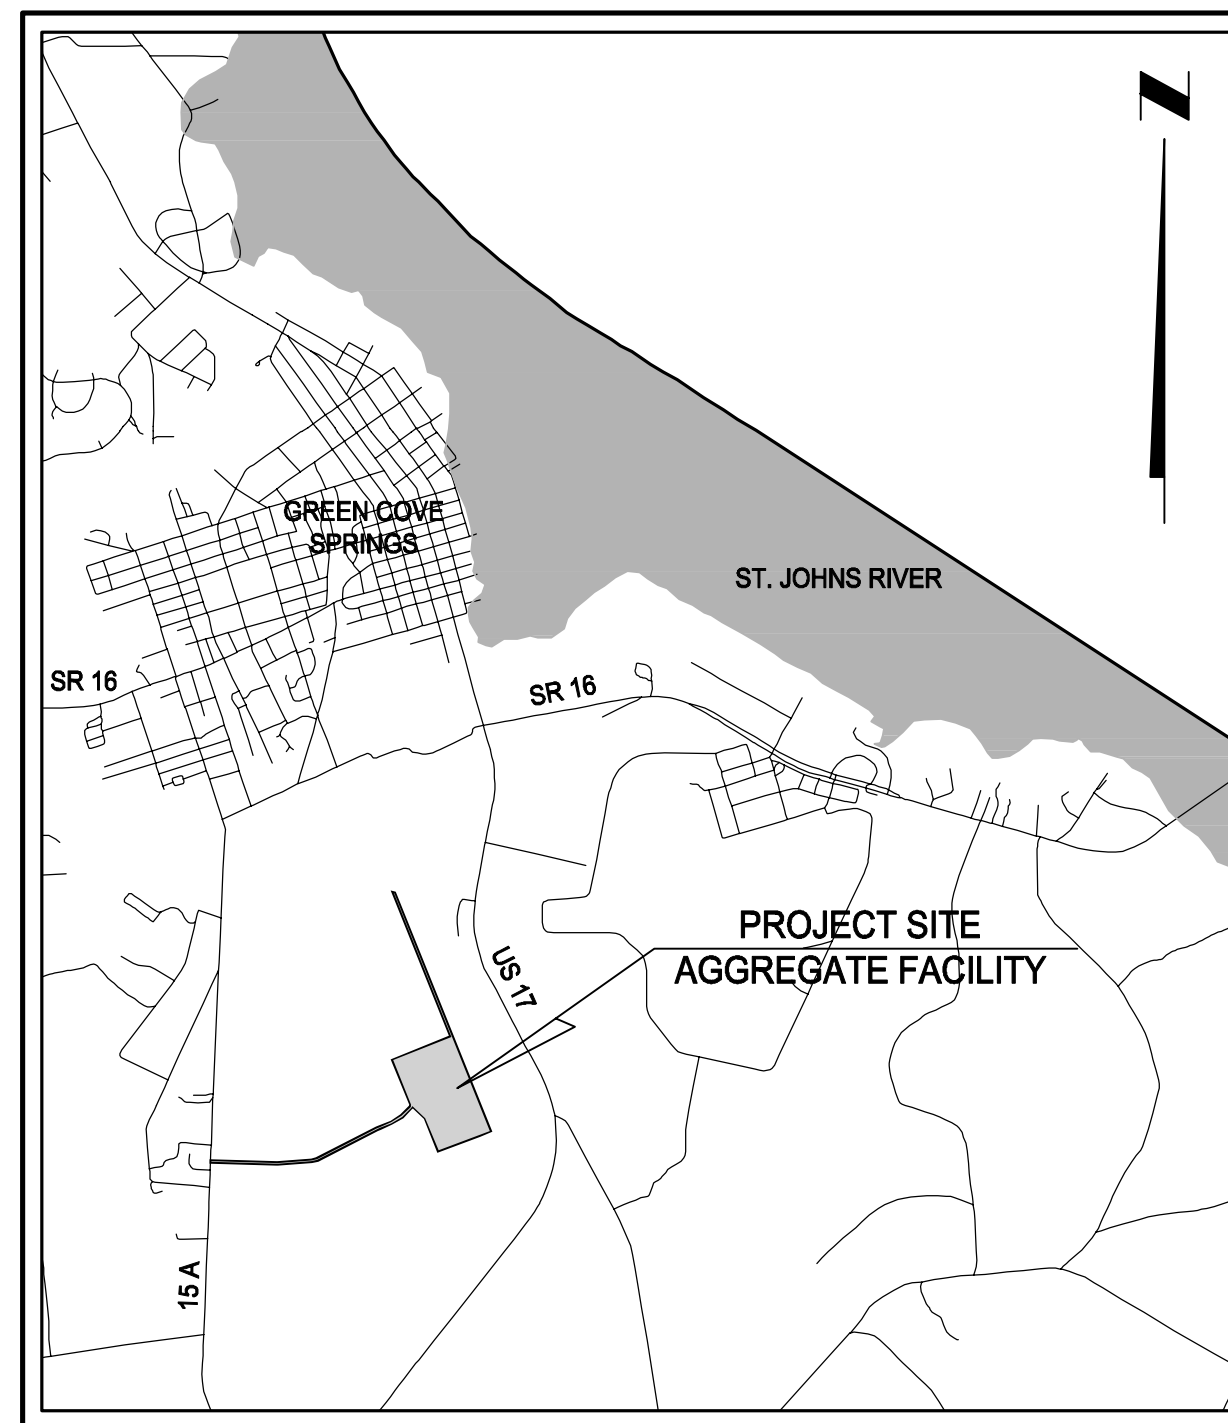 N
GREEN COVE
SPRINGS
ST. JOHNS RIVER
SR 16
SR 16
PROJECT SITE
AGGREGATE FACILITY
US 17
15 A